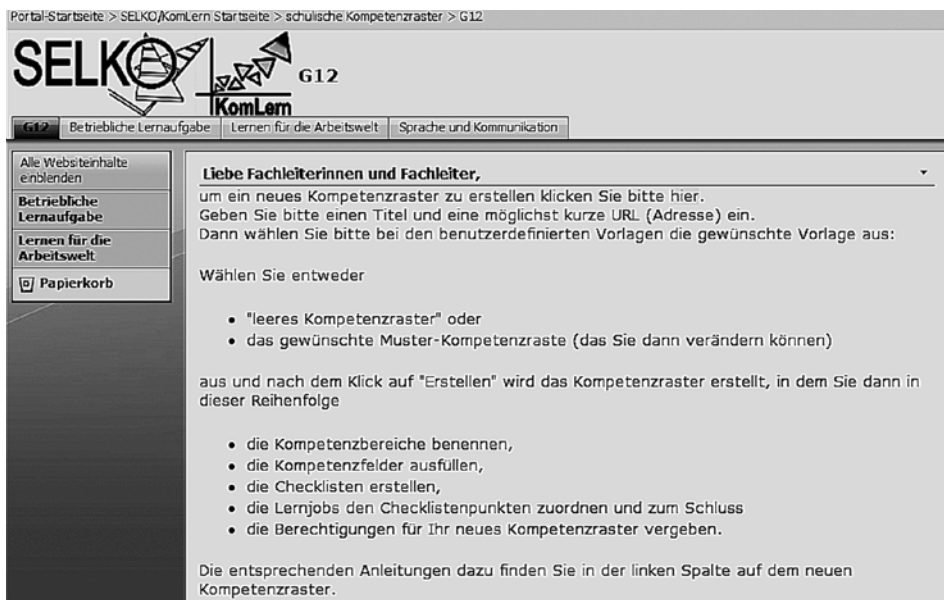 Portal-Startseite > SELKO/KomLern Startseite > schulische Kompetenzraster > G12
SELKO
KomLern
G12
G12 Betriebliche Lernaufgabe Lernen für die Arbeitswelt Sprache und Kommunikation
Alle Websiteinhalte
einblenden
Betriebliche
Lernaufgabe
Lernen für die
Arbeitswelt
Papierkorb
Liebe Fachleiterinnen und Fachleiter,
um ein neues Kompetenzraster zu erstellen klicken Sie bitte hier.
Geben Sie bitte einen Titel und eine möglichst kurze URL (Adresse) ein.
Dann wählen Sie bitte bei den benutzerdefinierten Vorlagen die gewünschte Vorlage aus:
Wählen Sie entweder
• "leeres Kompetenzraster" oder
• das gewünschte Muster-Kompetenzraste (das Sie dann verändern können)
aus und nach dem Klick auf "Erstellen" wird das Kompetenzraster erstellt, in dem Sie dann in
dieser Reihenfolge
• die Kompetenzbereiche benennen,
• die Kompetenzfelder ausfüllen,
• die Checklisten erstellen,
• die Lernjobs den Checklistenpunkten zuordnen und zum Schluss
• die Berechtigungen für Ihr neues Kompetenzraster vergeben.
Die entsprechenden Anleitungen dazu finden Sie in der linken Spalte auf dem neuen
Kompetenzraster.